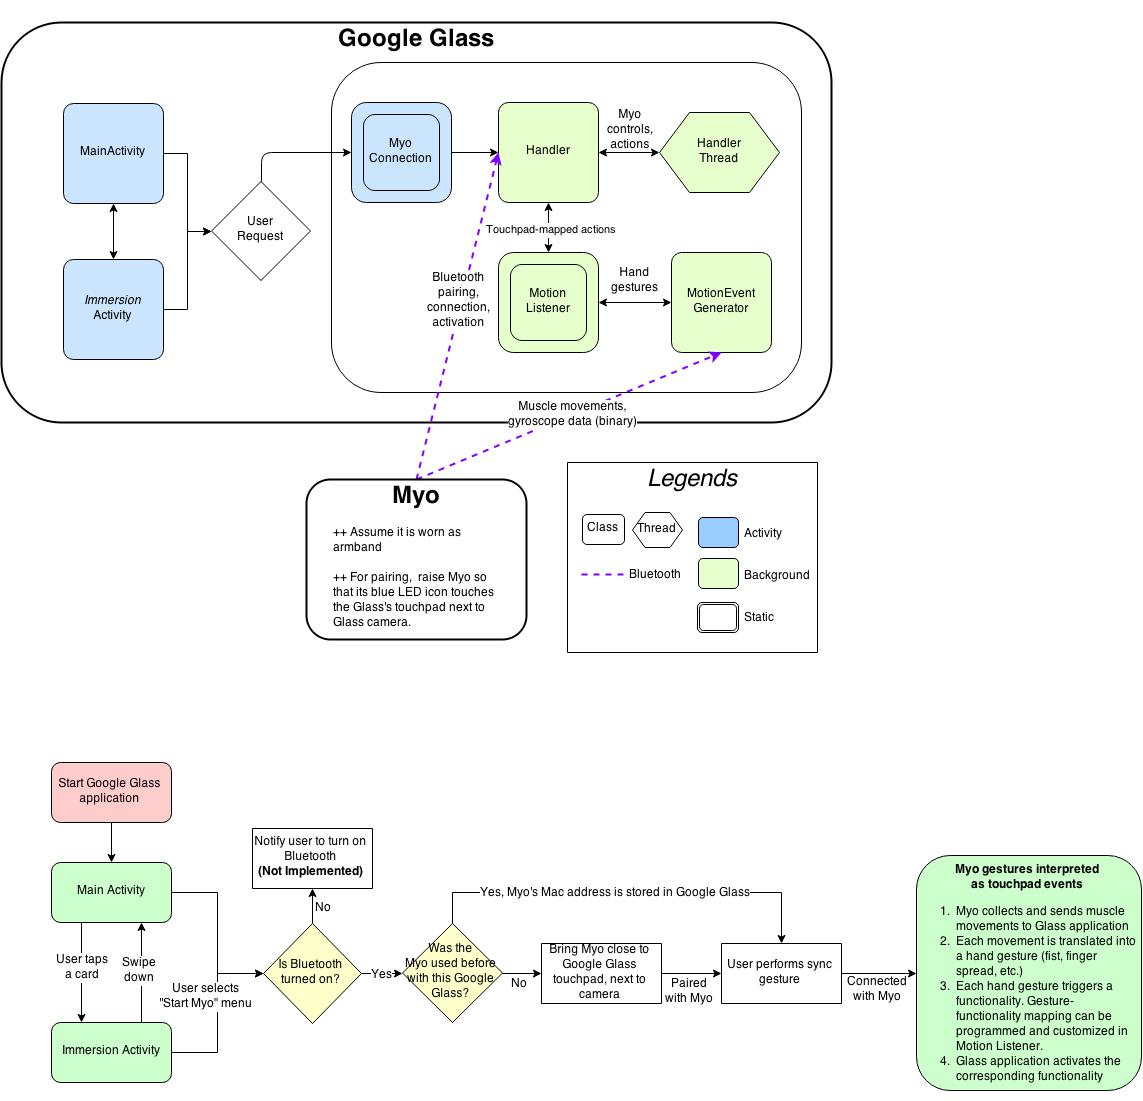 Google Glass
MainActivity
Immersion
Activity
User
Request
Myo
Connection
Handler
Myo
controls,
actions
Handler
Thread
Touchpad-mapped actions
Bluetooth
pairing,
connection,
activation
Motion
Listener
Hand
gestures
MotionEvent
Generator
Muscle movements,
gyroscope data (binary)
Myo
++ Assume it is worn as
armband
++ For pairing, raise Myo so
that its blue LED icon touches
the Glass's touchpad next to
Glass camera.
Legends
Class
Thread
Activity
Bluetooth
Background
Static
Start Google Glass
application
Main Activity
User taps
a card
Swipe
down
Immersion Activity
User selects
"Start Myo" menu
Notify user to turn on
Bluetooth
(Not Implemented)
No
Is Bluetooth
turned on?
Yes
Was the
Myo used before
with this Google
Glass?
Yes, Myo's Mac address is stored in Google Glass
No
Bring Myo close to
Google Glass
touchpad, next to
camera
Paired
with Myo
User performs sync
gesture
Connected
with Myo
Myo gestures interpreted
as touchpad events
1. Myo collects and sends muscle
movements to Glass application
2. Each movement is translated into
a hand gesture (fist, finger
spread, etc.)
3. Each hand gesture triggers a
functionality. Gesture-
functionality mapping can be
programmed and customized in
Motion Listener.
4. Glass application activates the
corresponding functionality